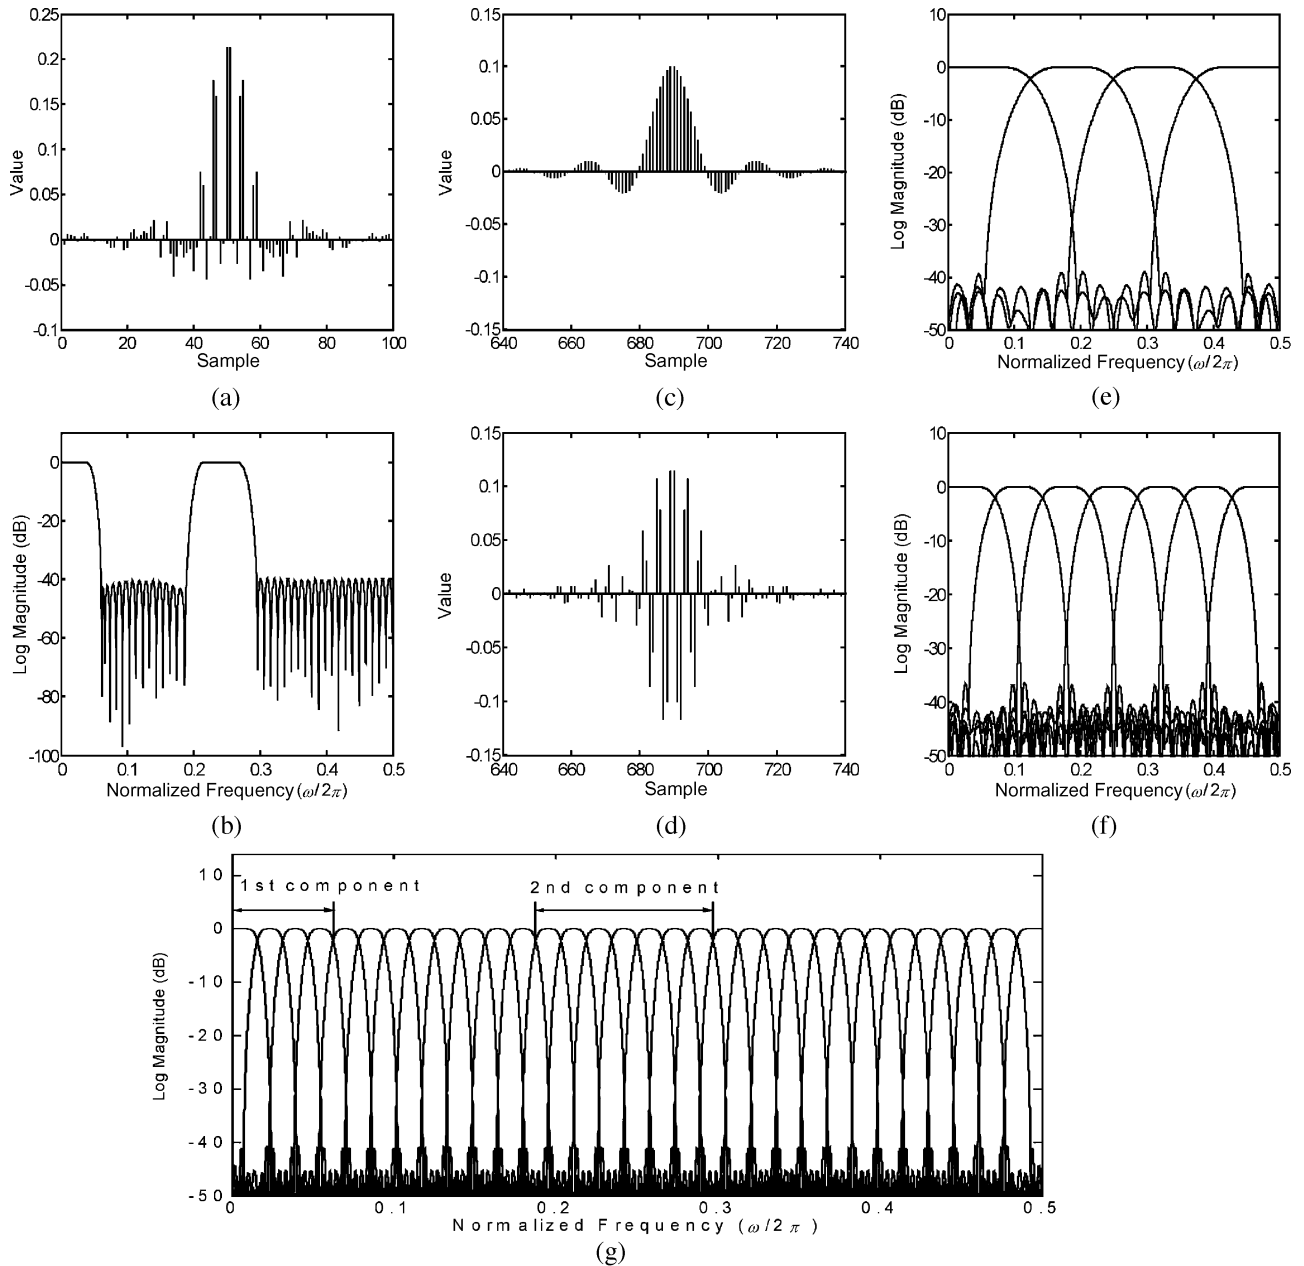 0.25
0.2
0.15
0.1
0.05
0
-0.05
-0.1
Value
0 20 40 60 80 100
Sample
(a)
0.15
0.1
0.05
0
-0.05
-0.1
-0.15
Value
640 660 680 700 720 740
Sample
(c)
10
0
-10
-20
-30
-40
-50
Log Magnitude (dB)
0 0.1 0.2 0.3 0.4 0.5
Normalized Frequency (ω/2π)
(e)
0
-20
-40
-60
-80
-100
Log Magnitude (dB)
0 0.1 0.2 0.3 0.4 0.5
Normalized Frequency (ω/2π)
(b)
0.15
0.1
0.05
0
-0.05
-0.1
-0.15
Value
640 660 680 700 720 740
Sample
(d)
10
0
-10
-20
-30
-40
-50
Log Magnitude (dB)
0 0.1 0.2 0.3 0.4 0.5
Normalized Frequency (ω/2π)
(f)
1st component
2nd component
10
0
-10
-20
-30
-40
-50
Log Magnitude (dB)
0 0.1 0.2 0.3 0.4 0.5
Normalized Frequency (ω/2π)
(g)